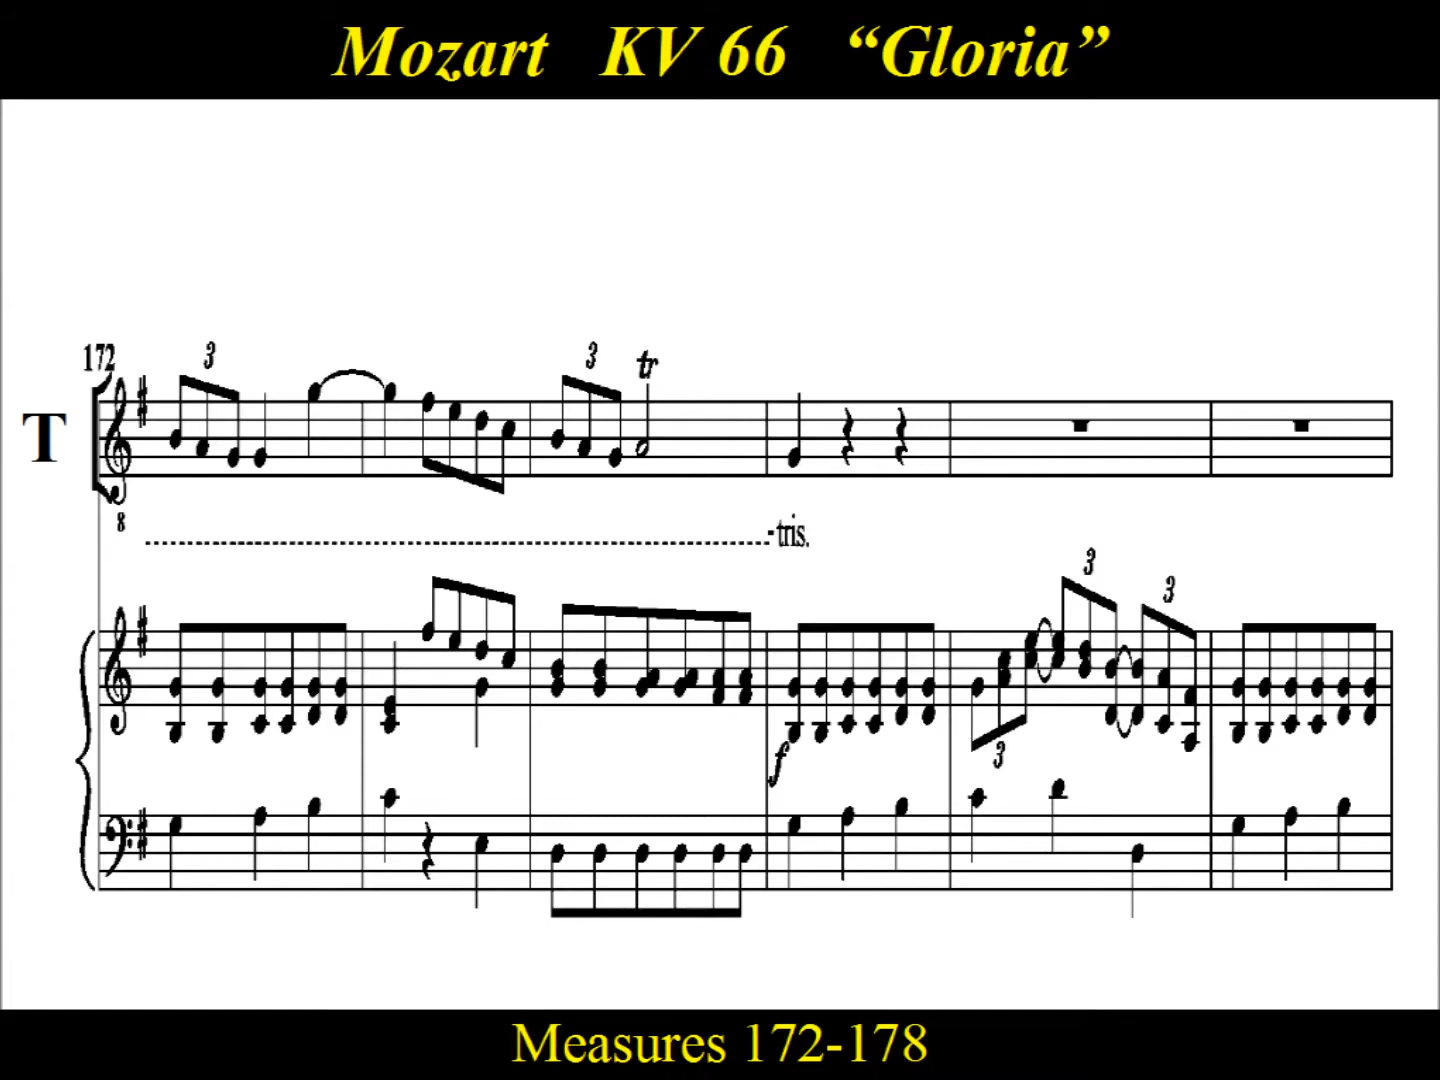 Mozart KV 66 “Gloria”
172
3
3
tr
T
8
-tris.
3
3
f
3
Measures 172-178